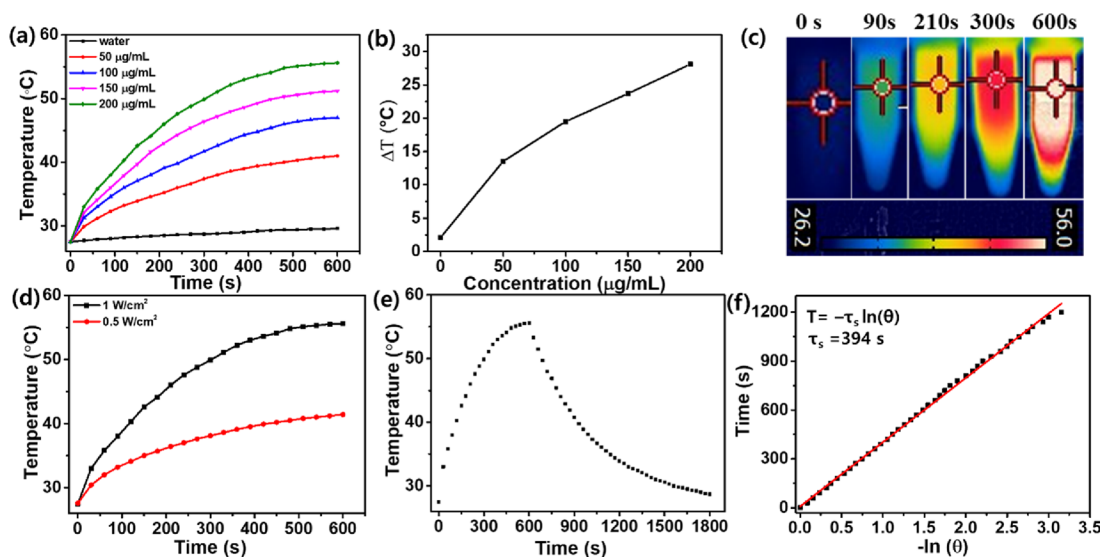 (a)
water
50 μg/mL
100 μg/mL
150 μg/mL
200 μg/mL
Temperature (°C)
60
50
40
30
0 100 200 300 400 500 600
Time (s)
(b)
ΔT (°C)
35
30
25
20
15
10
5
0
0 50 100 150 200
Concentration (μg/mL)
(c)
0 s 90s 210s 300s 600s
26.2 56.0
(d)
1 W/cm²
0.5 W/cm²
Temperature (°C)
60
50
40
30
0 100 200 300 400 500 600
Time (s)
(e)
Temperature (°C)
60
50
40
30
0 300 600 900 1200 1500 1800
Time (s)
(f)
T= −τs ln(θ)
τs =394 s
Time (s)
1200
900
600
300
0
0.0 0.5 1.0 1.5 2.0 2.5 3.0 3.5
-ln (θ)